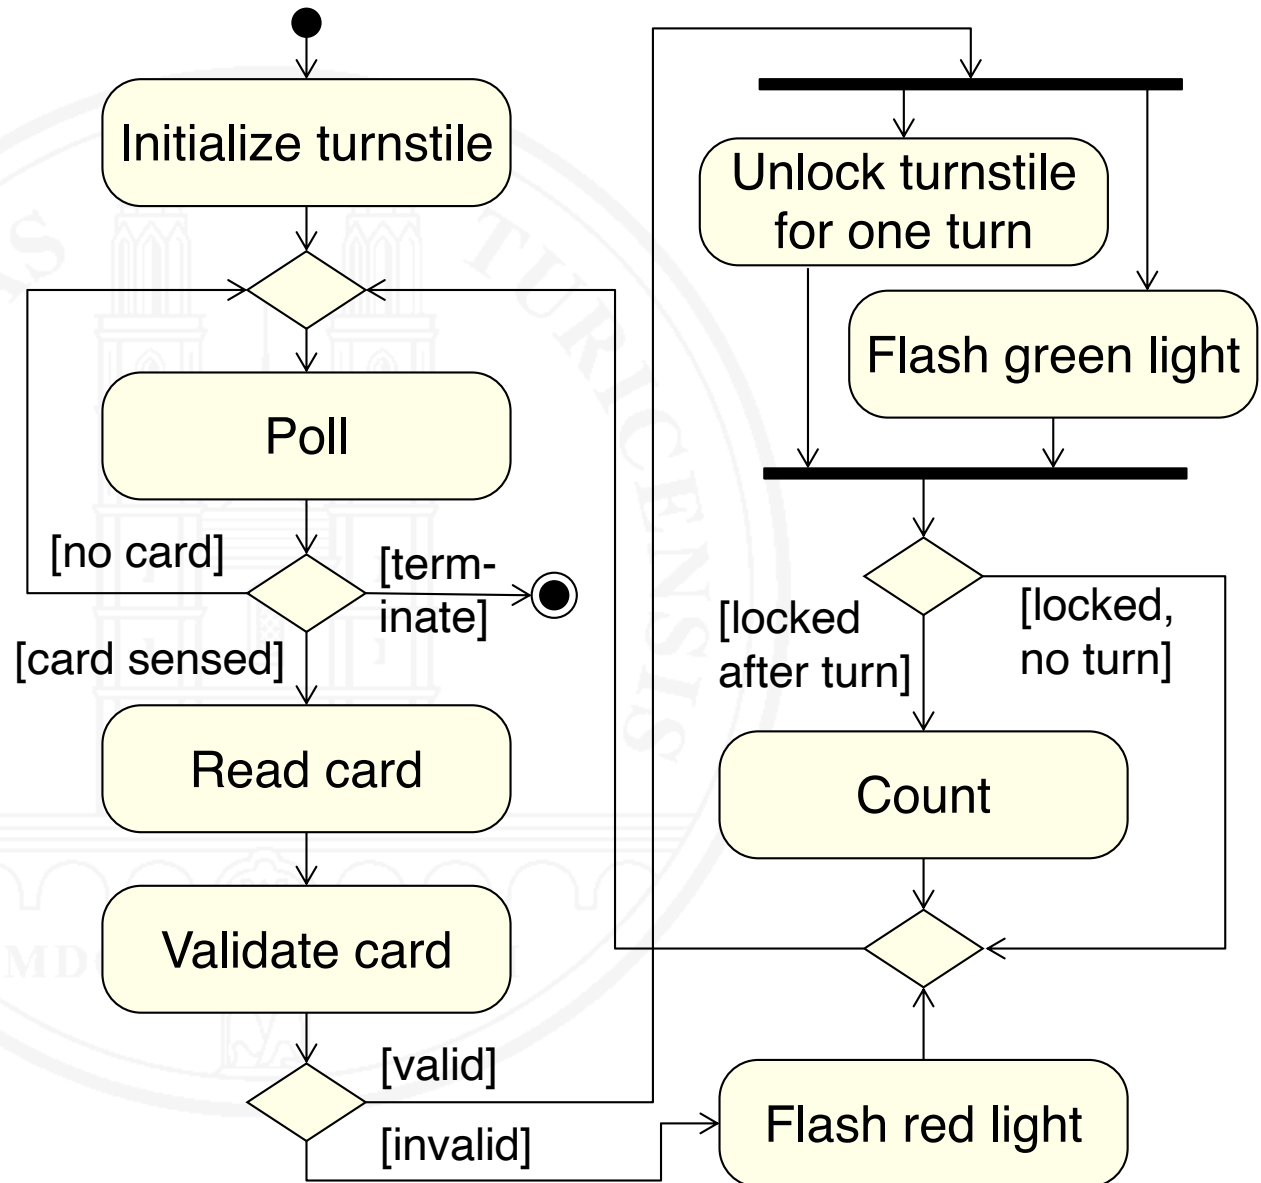 Initialize turnstile
Poll
[no card]
[term-
inate]
[card sensed]
Read card
Validate card
[valid]
[invalid]
Unlock turnstile
for one turn
Flash green light
[locked
after turn]
[locked,
no turn]
Count
Flash red light
TURICENSIS